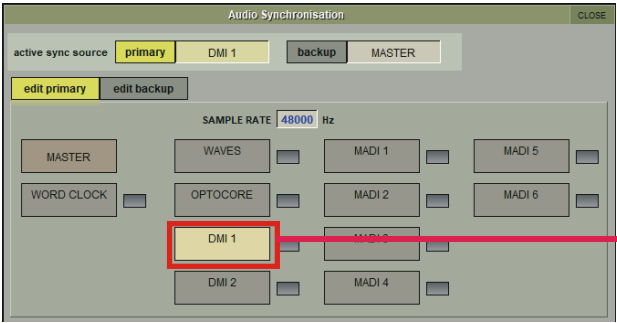 Audio Synchronisation CLOSE
active sync source primary DMI 1 backup MASTER
edit primary edit backup
SAMPLE RATE 48000 Hz
MASTER WAVES MADI 1 MADI 5
WORD CLOCK OPTOCORE MADI 2 MADI 6
DMI 1
DMI 2 MADI 4